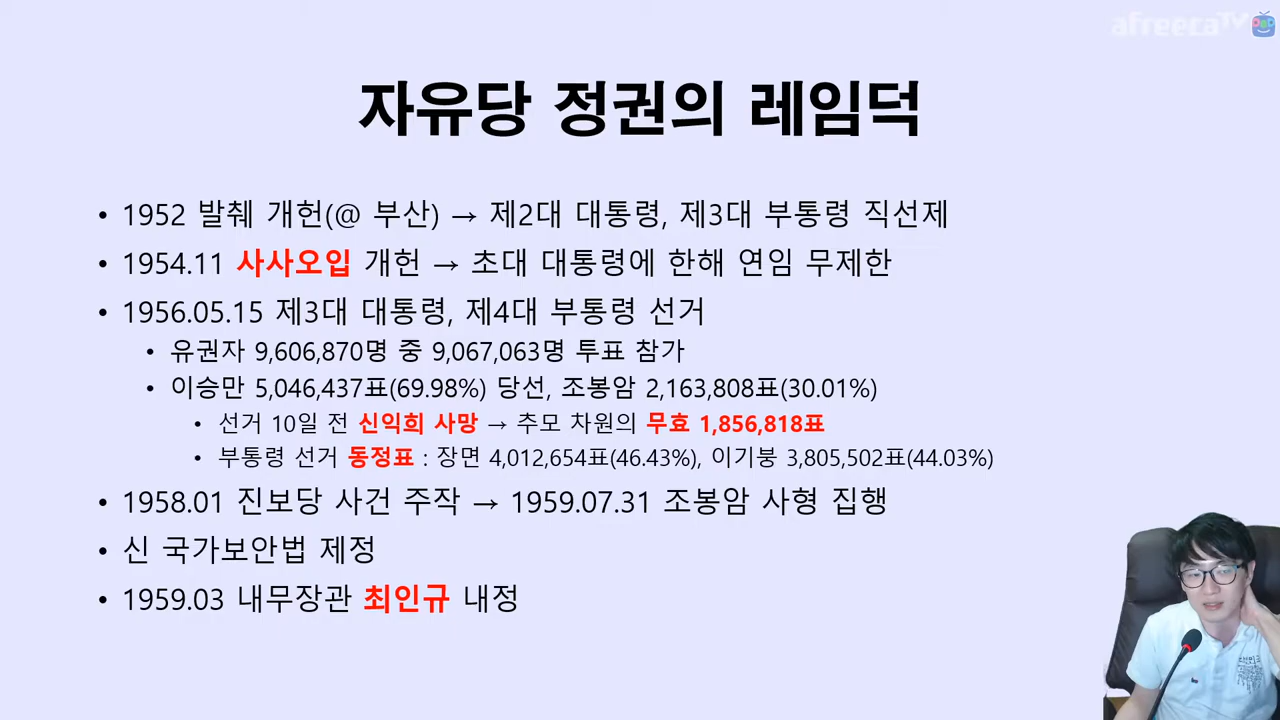 afreecaTV
자유당 정권의 레임덕
• 1952 발췌 개헌(@ 부산) → 제2대 대통령, 제3대 부통령 직선제
• 1954.11 사사오입 개헌 → 초대 대통령에 한해 연임 무제한
• 1956.05.15 제3대 대통령, 제4대 부통령 선거
• 유권자 9,606,870명 중 9,067,063명 투표 참가
• 이승만 5,046,437표(69.98%) 당선, 조봉암 2,163,808표(30.01%)
• 선거 10일 전 신익희 사망 → 추모 차원의 무효 1,856,818표
• 부통령 선거 동정표 : 장면 4,012,654표(46.43%), 이기붕 3,805,502표(44.03%)
• 1958.01 진보당 사건 주작 → 1959.07.31 조봉암 사형 집행
• 신 국가보안법 제정
• 1959.03 내무장관 최인규 내정